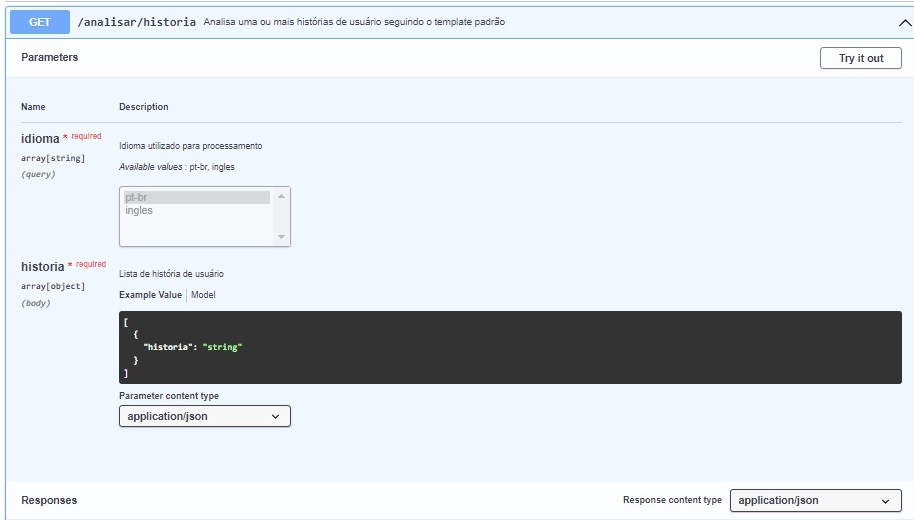 GET /analisar/historia Analisa uma ou mais histórias de usuário seguindo o template padrão
Parameters Try it out
Name Description
idioma * required Idioma utilizado para processamento
array[string]
Available values : pt-br, ingles
(query)
pt-br
ingles
historia * required
Lista de história de usuário
array[object]
Example Value Model
(body)
[
{
"historia": "string"
}
]
Parameter content type
application/json
Responses Response content type application/json